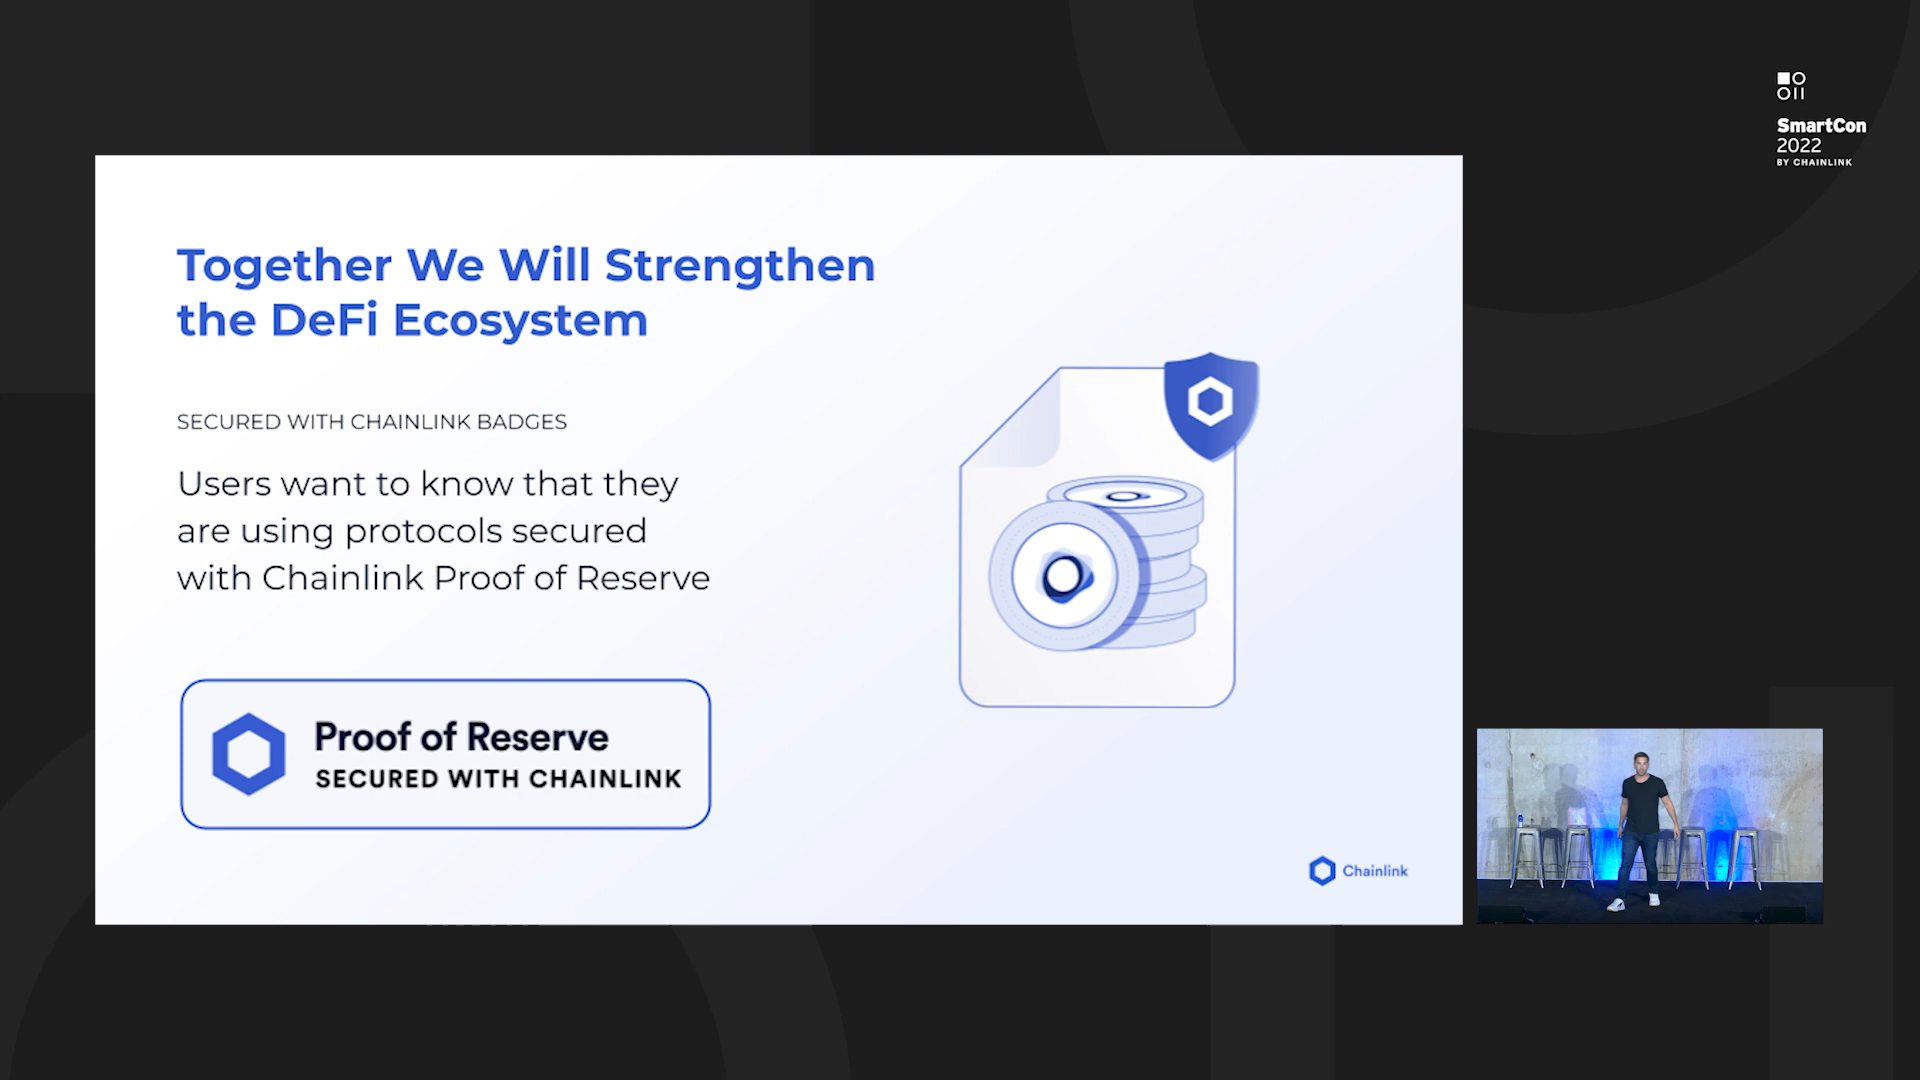 SmartCon
2022
BY CHAINLINK
Together We Will Strengthen
the DeFi Ecosystem
SECURED WITH CHAINLINK BADGES
Users want to know that they
are using protocols secured
with Chainlink Proof of Reserve
Proof of Reserve
SECURED WITH CHAINLINK
Chainlink